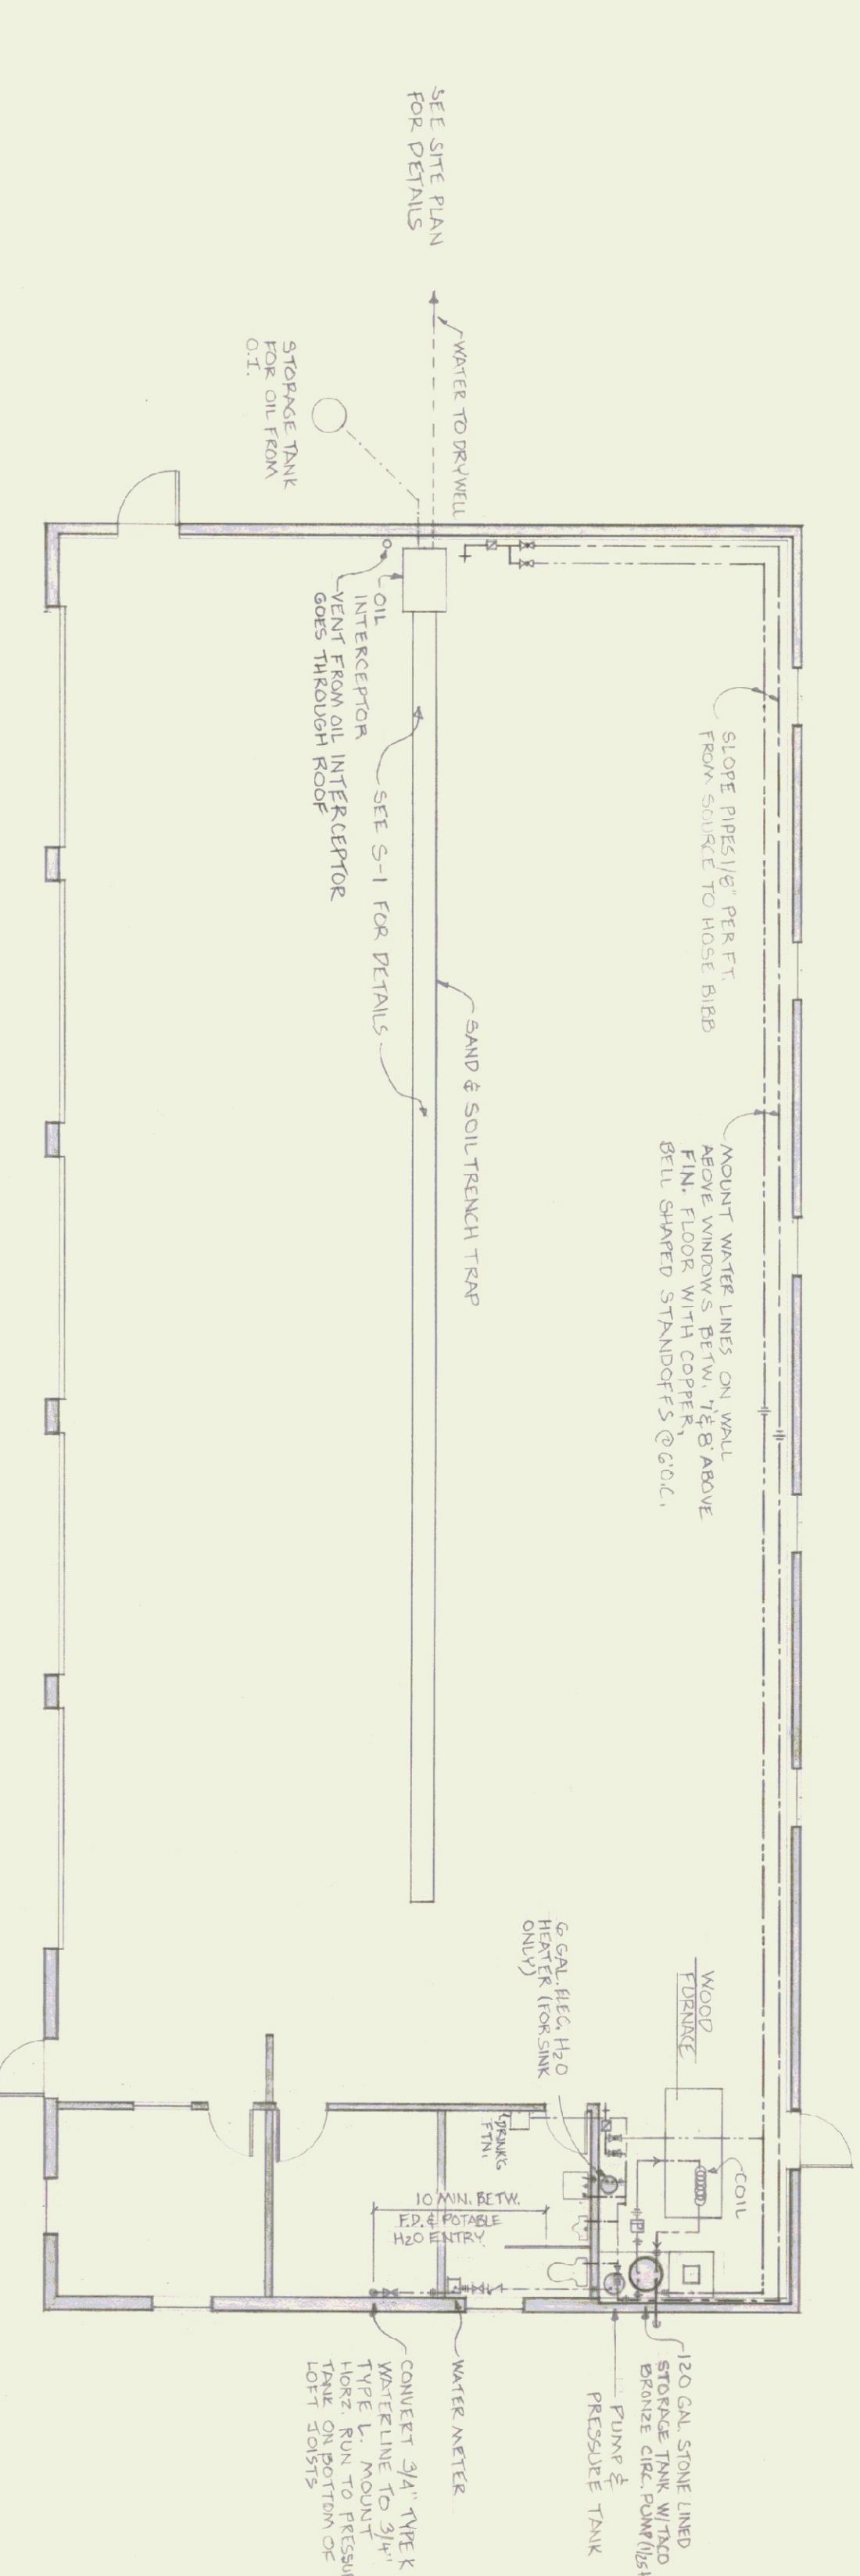 SEE SITE PLAN
FOR DETAILS
WATER TO DRYWELL
STORAGE TANK
FOR OIL FROM
O.I.
OIL
INTERCEPTOR
VENT FROM OIL INTERCEPTOR
GOES THROUGH ROOF
SEE S-1 FOR DETAILS
SAND & SOIL TRENCH TRAP
SLOPE PIPES 1/8" PER FT.
FROM SOURCE TO HOSE BIBB
MOUNT WATER LINES ON WALL
ABOVE WINDOWS BETW. 7'& 8' ABOVE
FIN. FLOOR WITH COPPER,
BELL SHAPED STANDOFFS @ 6'O.C.
6 GAL. ELEC. H2O
HEATER (FOR SINK
ONLY)
WOOD
FURNACE
COIL
DRINK'G
FTN.
10' MIN. BETW.
F.D. & POTABLE
H2O ENTRY
120 GAL. STONE LINED
STORAGE TANK W/TACO
BRONZE CIRC. PUMP
PUMP &
PRESSURE TANK
WATER METER
CONVERT 3/4" TYPE K
WATERLINE TO 3/4"
TYPE L. MOUNT
HORZ. RUN TO
TANK ON BOTTOM OF
LOFT JOISTS